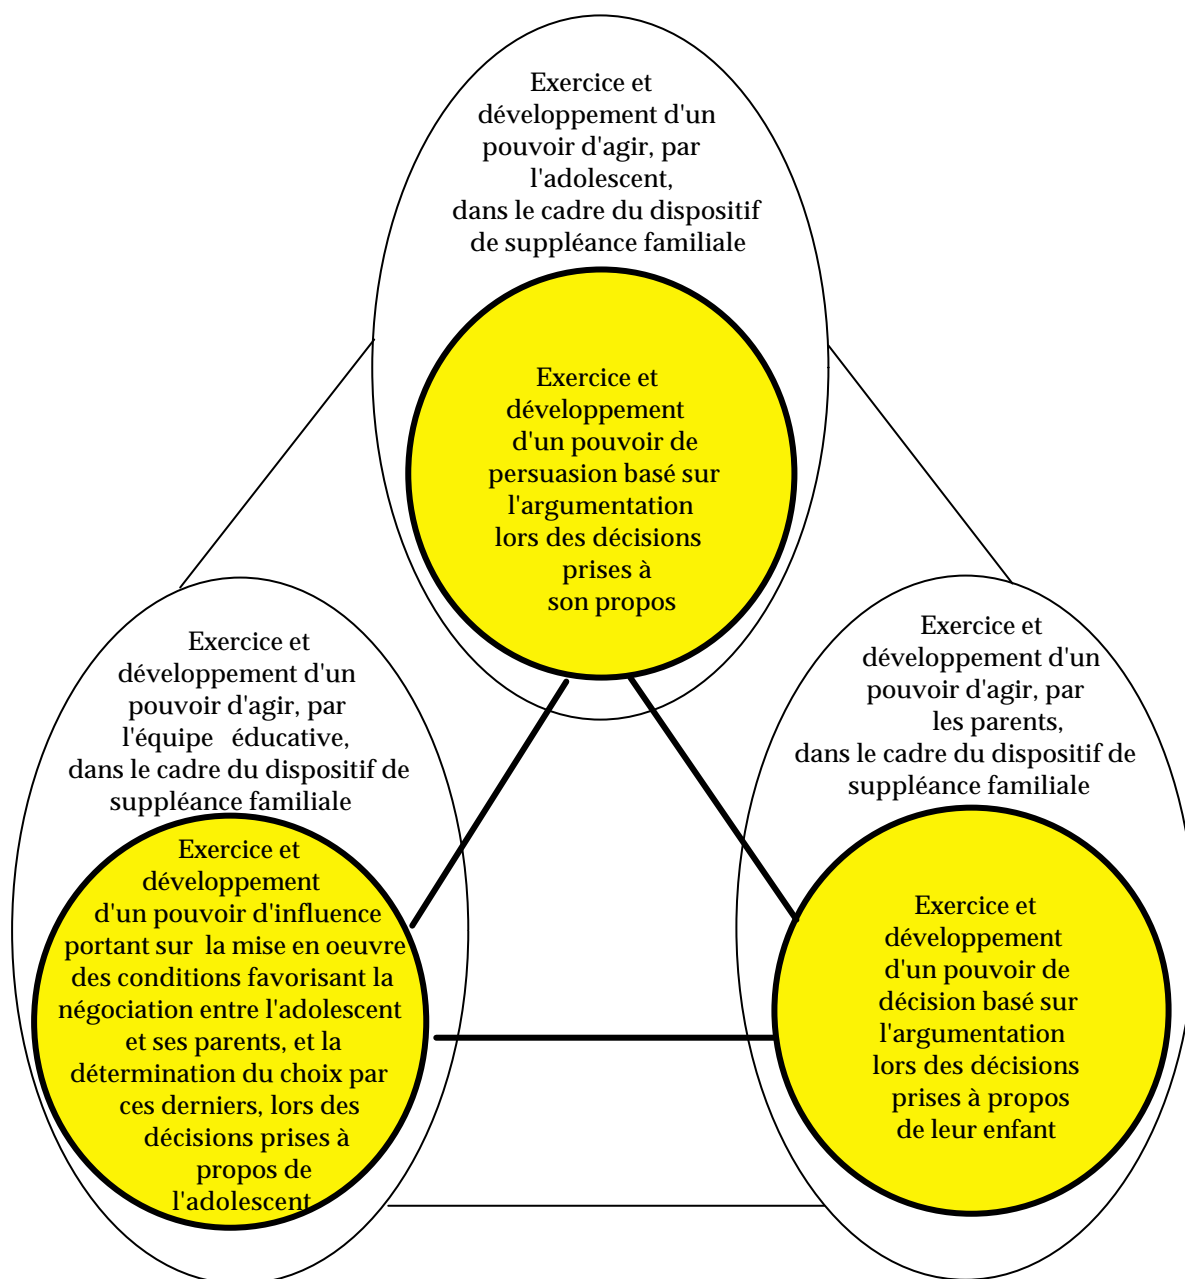 Exercice et
développement d'un
pouvoir d'agir, par
l'adolescent,
dans le cadre du dispositif
de suppléance familiale
Exercice et
développement
d'un pouvoir de
persuasion basé sur
l'argumentation
lors des décisions
prises à
son propos
Exercice et
développement d'un
pouvoir d'agir, par
l'équipe éducative,
dans le cadre du dispositif de
suppléance familiale
Exercice et
développement
d'un pouvoir d'influence
portant sur la mise en oeuvre
des conditions favorisant la
négociation entre l'adolescent
et ses parents, et la
détermination du choix par
ces derniers, lors des
décisions prises à
propos de
l'adolescent
Exercice et
développement d'un
pouvoir d'agir, par
les parents,
dans le cadre du dispositif de
suppléance familiale
Exercice et
développement
d'un pouvoir de
décision basé sur
l'argumentation
lors des décisions
prises à propos
de leur enfant